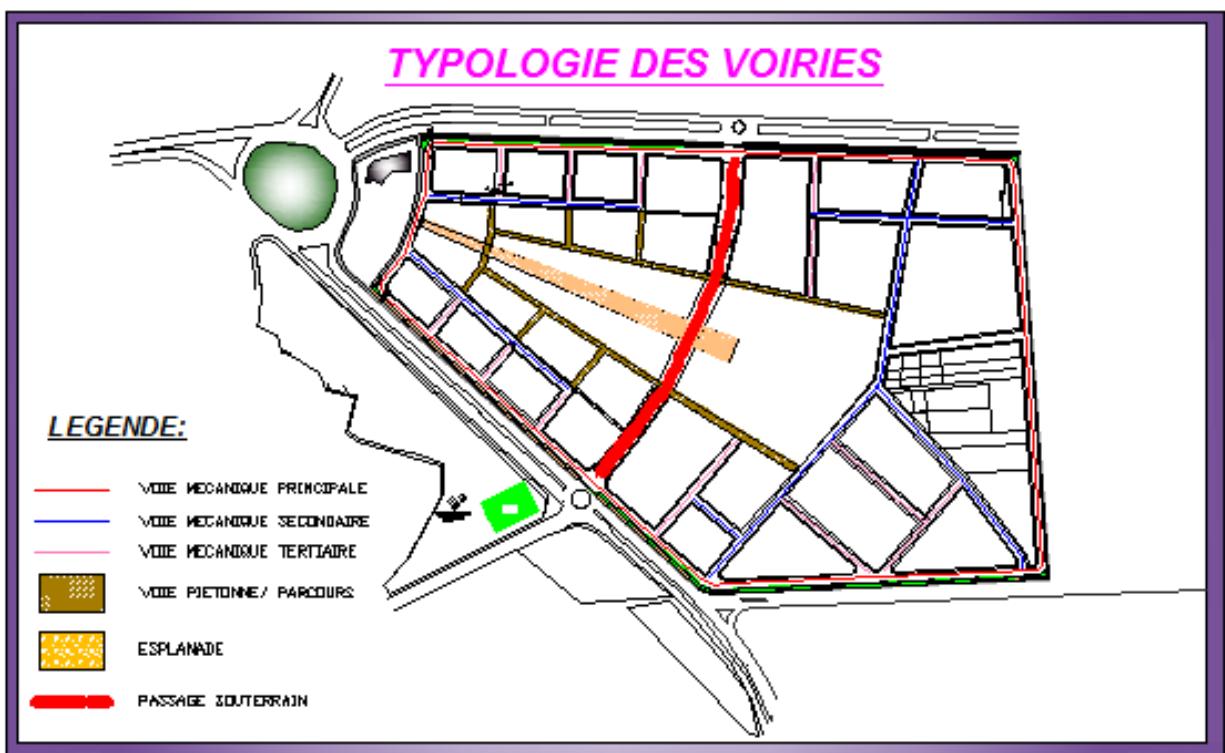 TYPOLOGIE DES VOIRIES
LEGENDE:
VOIE MECANIQUE PRINCIPALE
VOIE MECANIQUE SECONDAIRE
VOIE MECANIQUE TERTIAIRE
VOIE PIETONNE/ PARCOURS
ESPLANADE
PASSAGE SOUTERRAIN